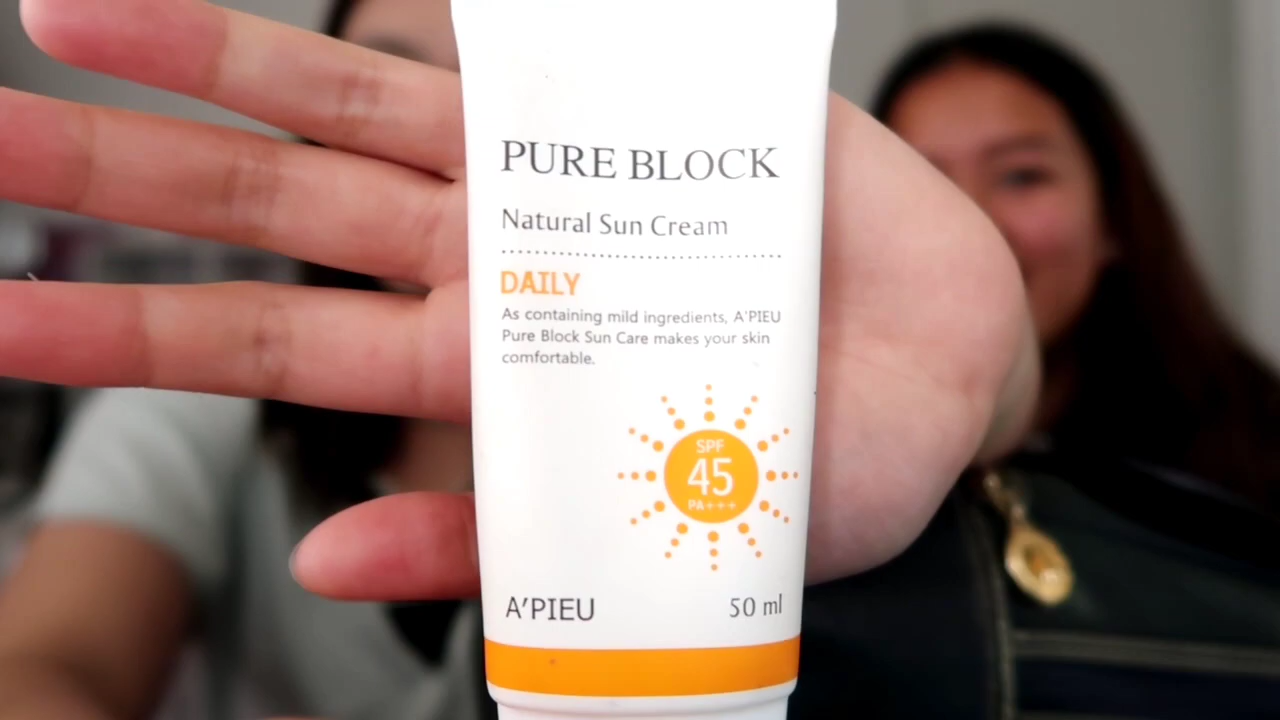 PURE BLOCK
Natural Sun Cream
DAILY
As containing mild ingredients, A'PIEU
Pure Block Sun Care makes your skin
comfortable.
SPF
45
PA+++
A'PIEU 50 ml